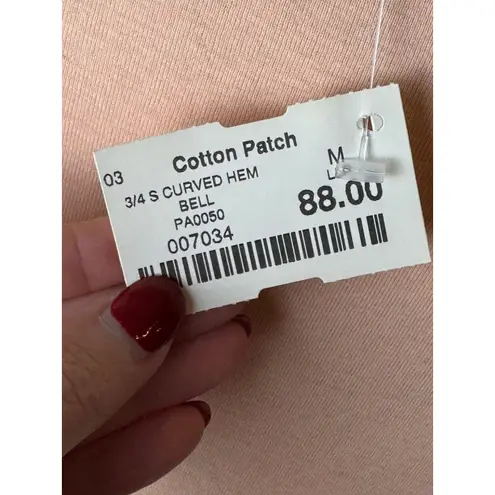 03
Cotton Patch
3/4 S CURVED HEM
M
BELL
PA0050
88.00
007034